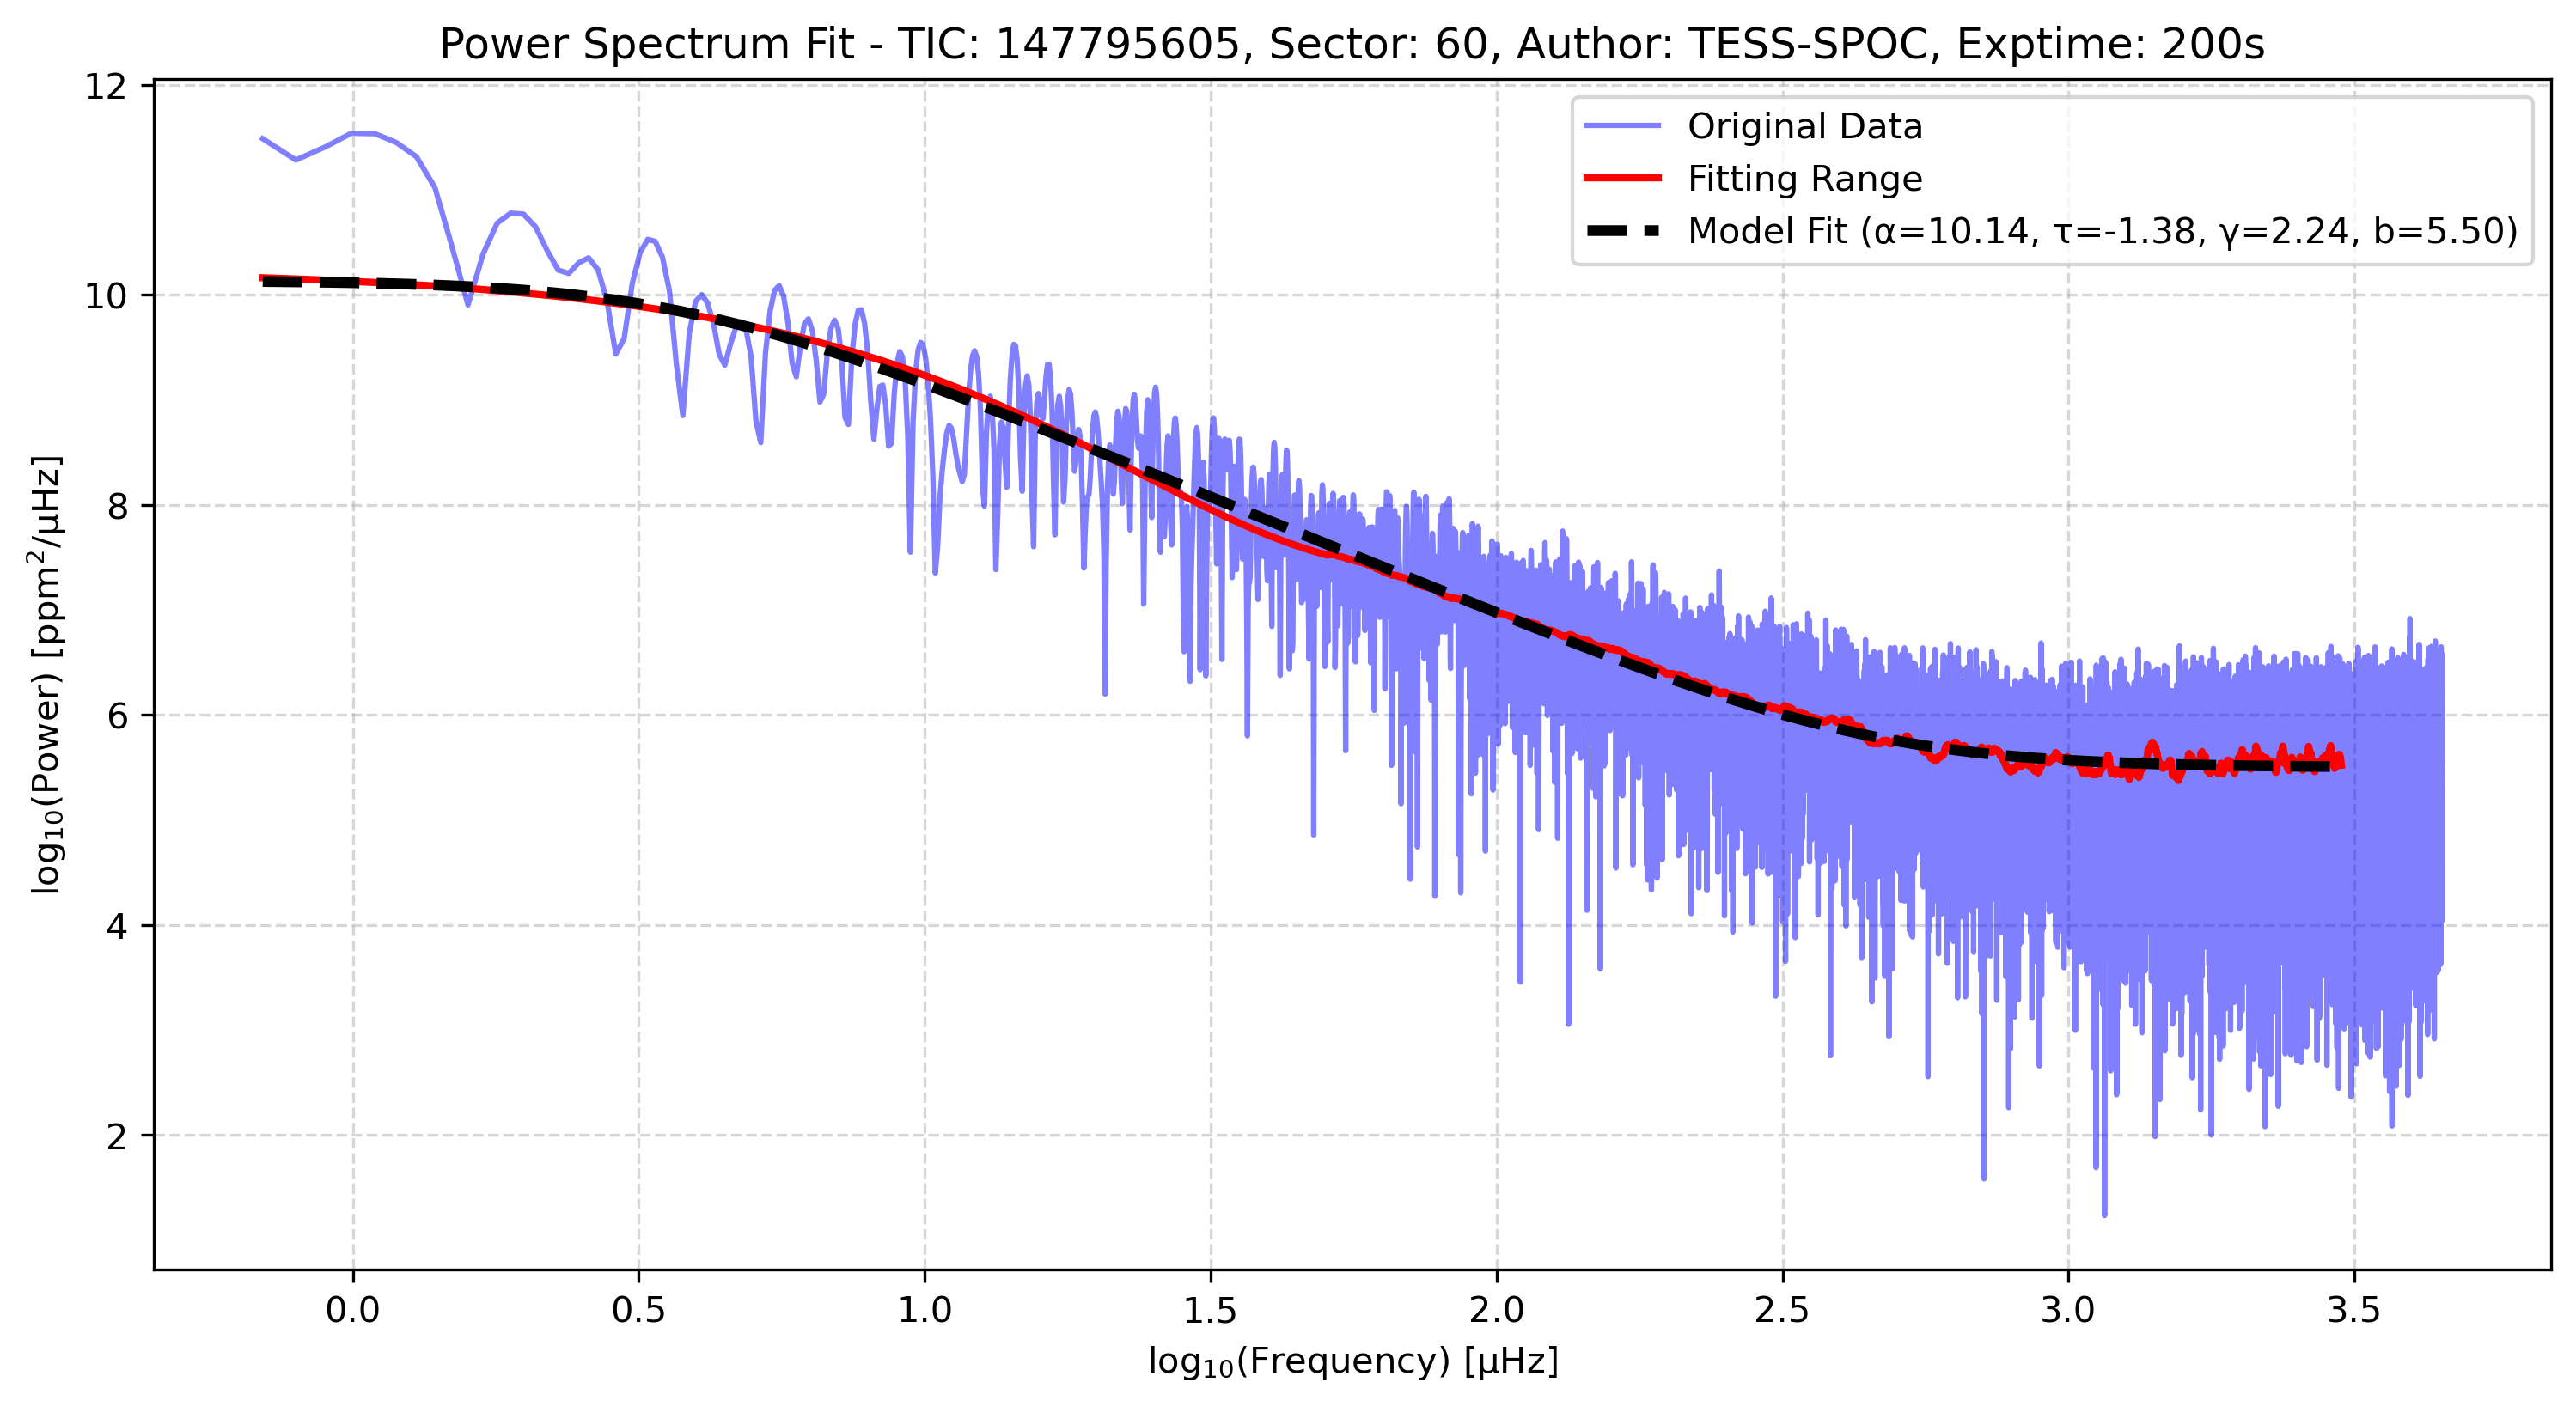 Power Spectrum Fit - TIC: 147795605, Sector: 60, Author: TESS-SPOC, Exptime: 200s
Original Data
Fitting Range
Model Fit (α=10.14, τ=-1.38, γ=2.24, b=5.50)
log₁₀(Power) [ppm²/μHz]
12
10
8
6
4
2
0.0 0.5 1.0 1.5 2.0 2.5 3.0 3.5
log₁₀(Frequency) [μHz]